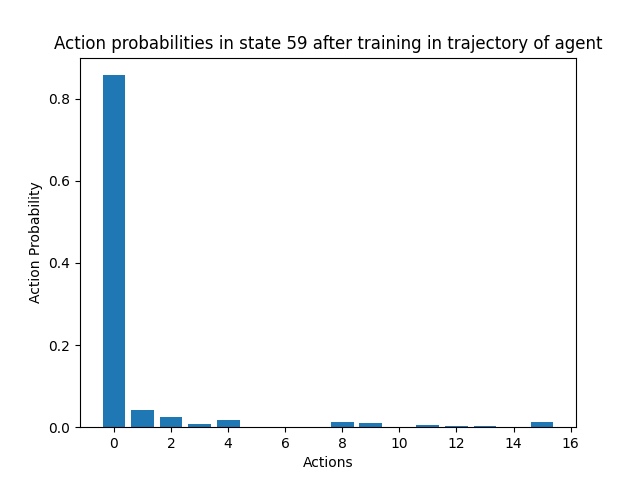 Action probabilities in state 59 after training in trajectory of agent
0.8
0.6
0.4
0.2
0.0
Action Probability
0 2 4 6 8 10 12 14 16
Actions